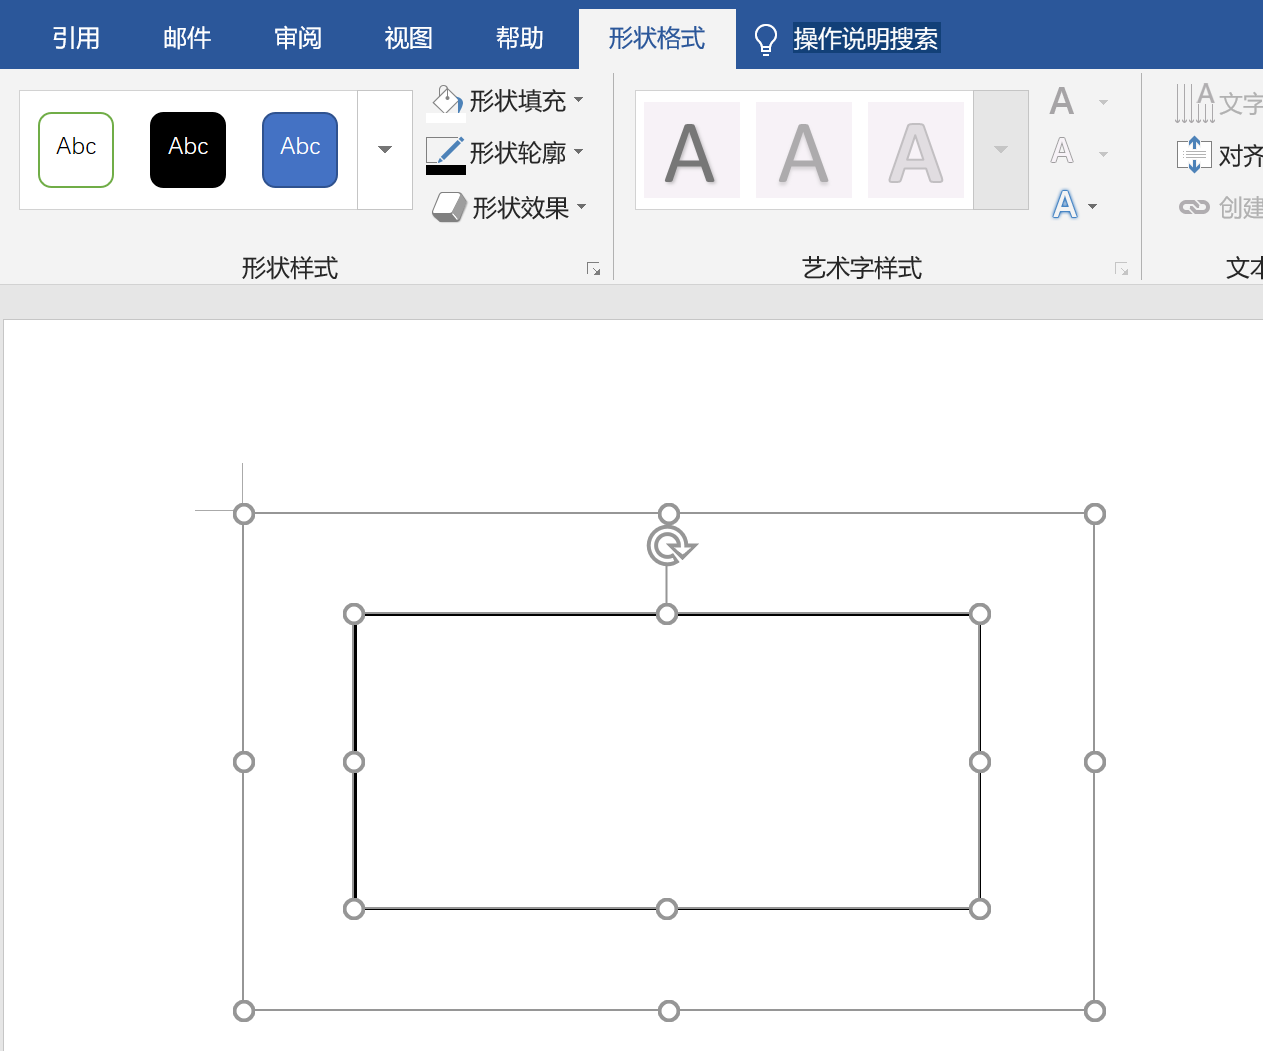 引用 邮件 审阅 视图 帮助 形状格式 操作说明搜索
Abc Abc Abc 形状填充 A A A A 文字
形状轮廓 A 对齐
形状效果 A 创建
形状样式 艺术字样式 文本